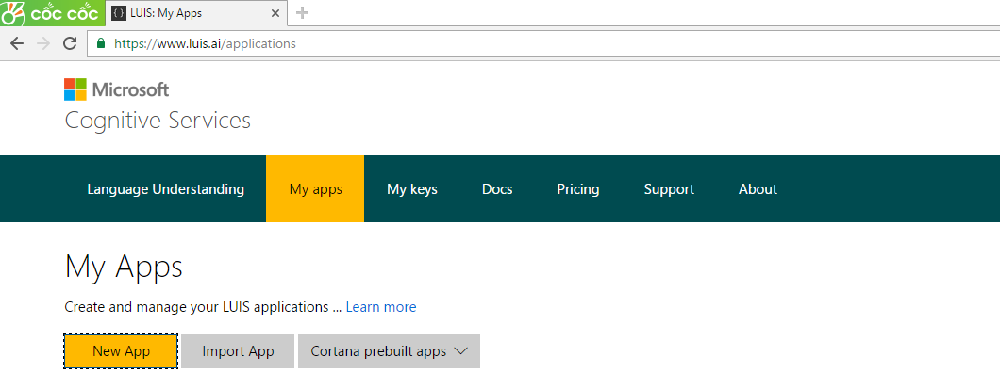 cốc cốc LUIS: My Apps
https://www.luis.ai/applications
Microsoft
Cognitive Services
Language Understanding My apps My keys Docs Pricing Support About
My Apps
Create and manage your LUIS applications ... Learn more
New App Import App Cortana prebuilt apps